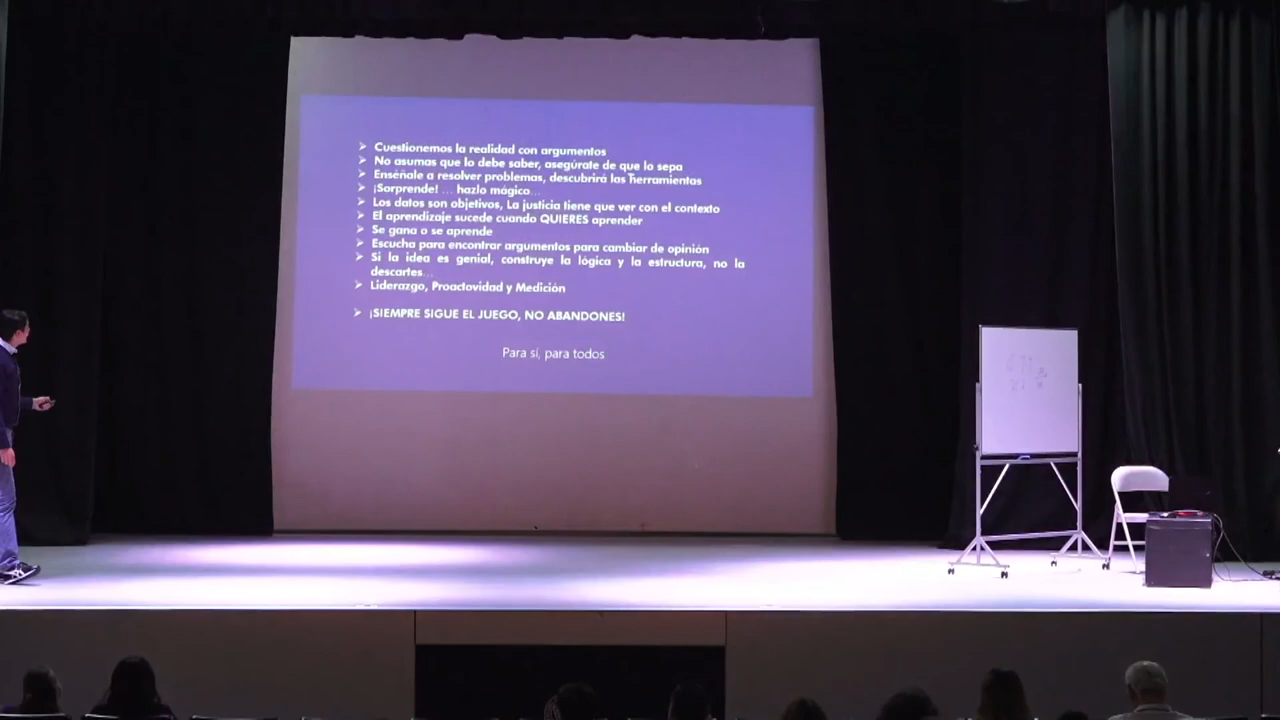 ➤ Cuestionemos la realidad con argumentos
➤ No asumas que lo debe saber, asegúrate de que lo sepa
➤ Enséñale a resolver problemas, descubrirá las herramientas
➤ ¡Sorprende! ... hazlo mágico...
➤ Los datos son objetivos, La justicia tiene que ver con el contexto
➤ El aprendizaje sucede cuando QUIERES aprender
➤ Se gana o se aprende
➤ Escucha para encontrar argumentos para cambiar de opinión
➤ Si la idea es genial, construye la lógica y la estructura, no la
descartes...
➤ Liderazgo, Proactovidad y Medición
➤ ¡SIEMPRE SIGUE EL JUEGO, NO ABANDONES!
Para sí, para todos